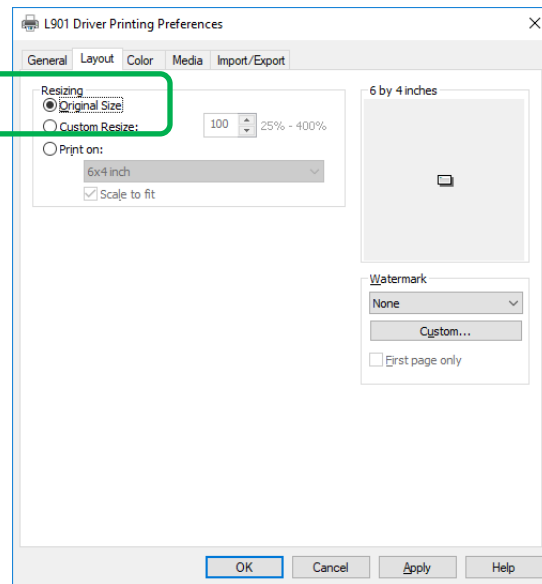 L901 Driver Printing Preferences
General Layout Color Media Import/Export
Resizing
Original Size
Custom Resize: 100 25% - 400%
Print on:
6x4 inch
Scale to fit
6 by 4 inches
Watermark
None
Custom...
First page only
OK Cancel Apply Help